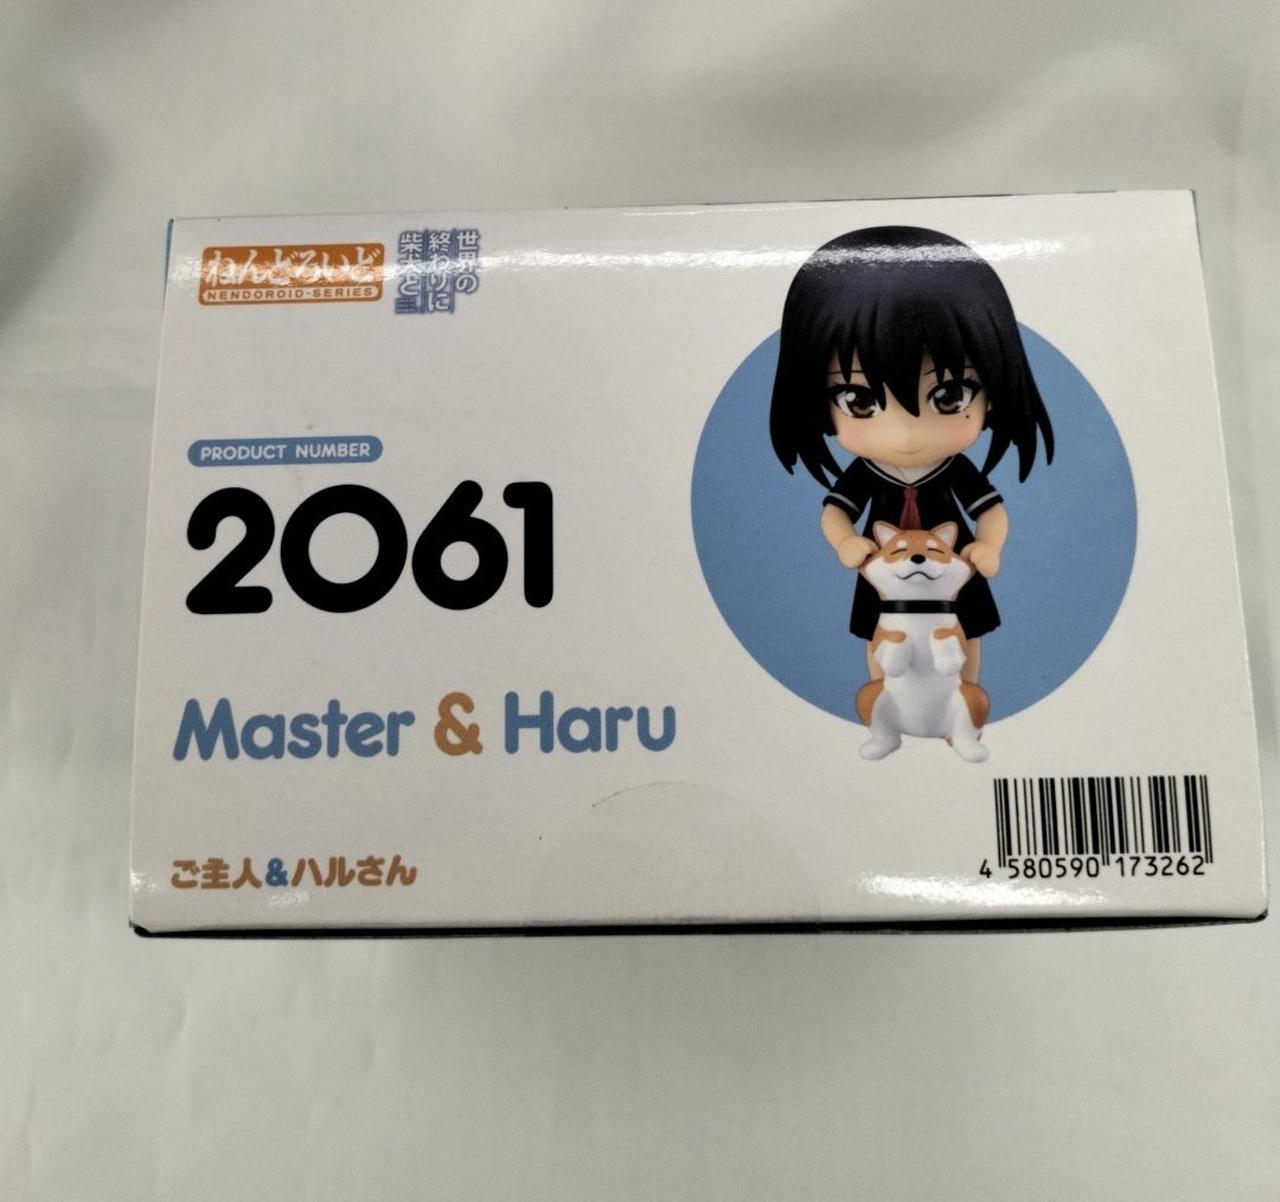 ねんどろいど
NENDOROID·SERIES
世界の
終わりに
柴犬と
PRODUCT NUMBER
2061
Master & Haru
ご主人&ハルさん
4 580590 173262